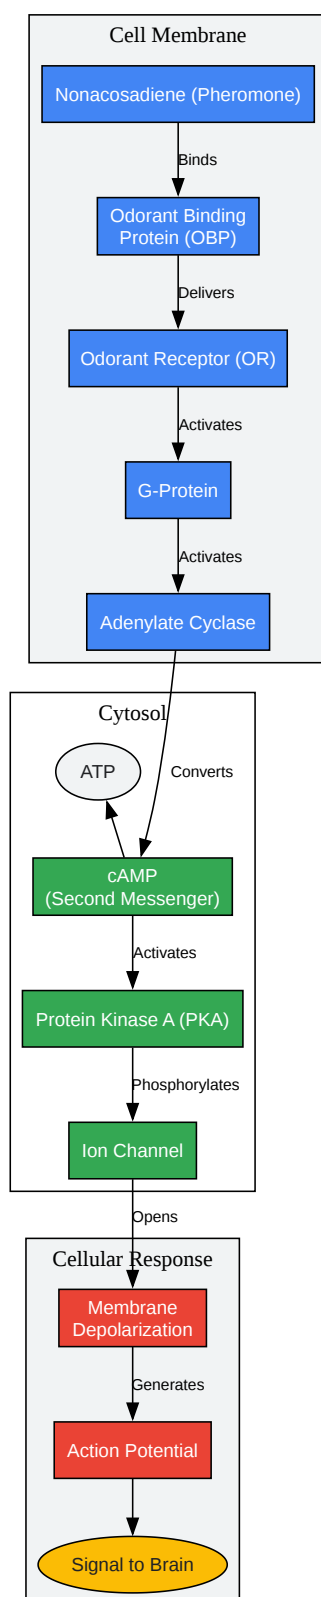 Cell Membrane
Nonacosadiene (Pheromone)
Binds
Odorant Binding
Protein (OBP)
Delivers
Odorant Receptor (OR)
Activates
G-Protein
Activates
Adenylate Cyclase
Cytosol
ATP
Converts
cAMP
(Second Messenger)
Activates
Protein Kinase A (PKA)
Phosphorylates
Ion Channel
Opens
Cellular Response
Membrane
Depolarization
Generates
Action Potential
Signal to Brain